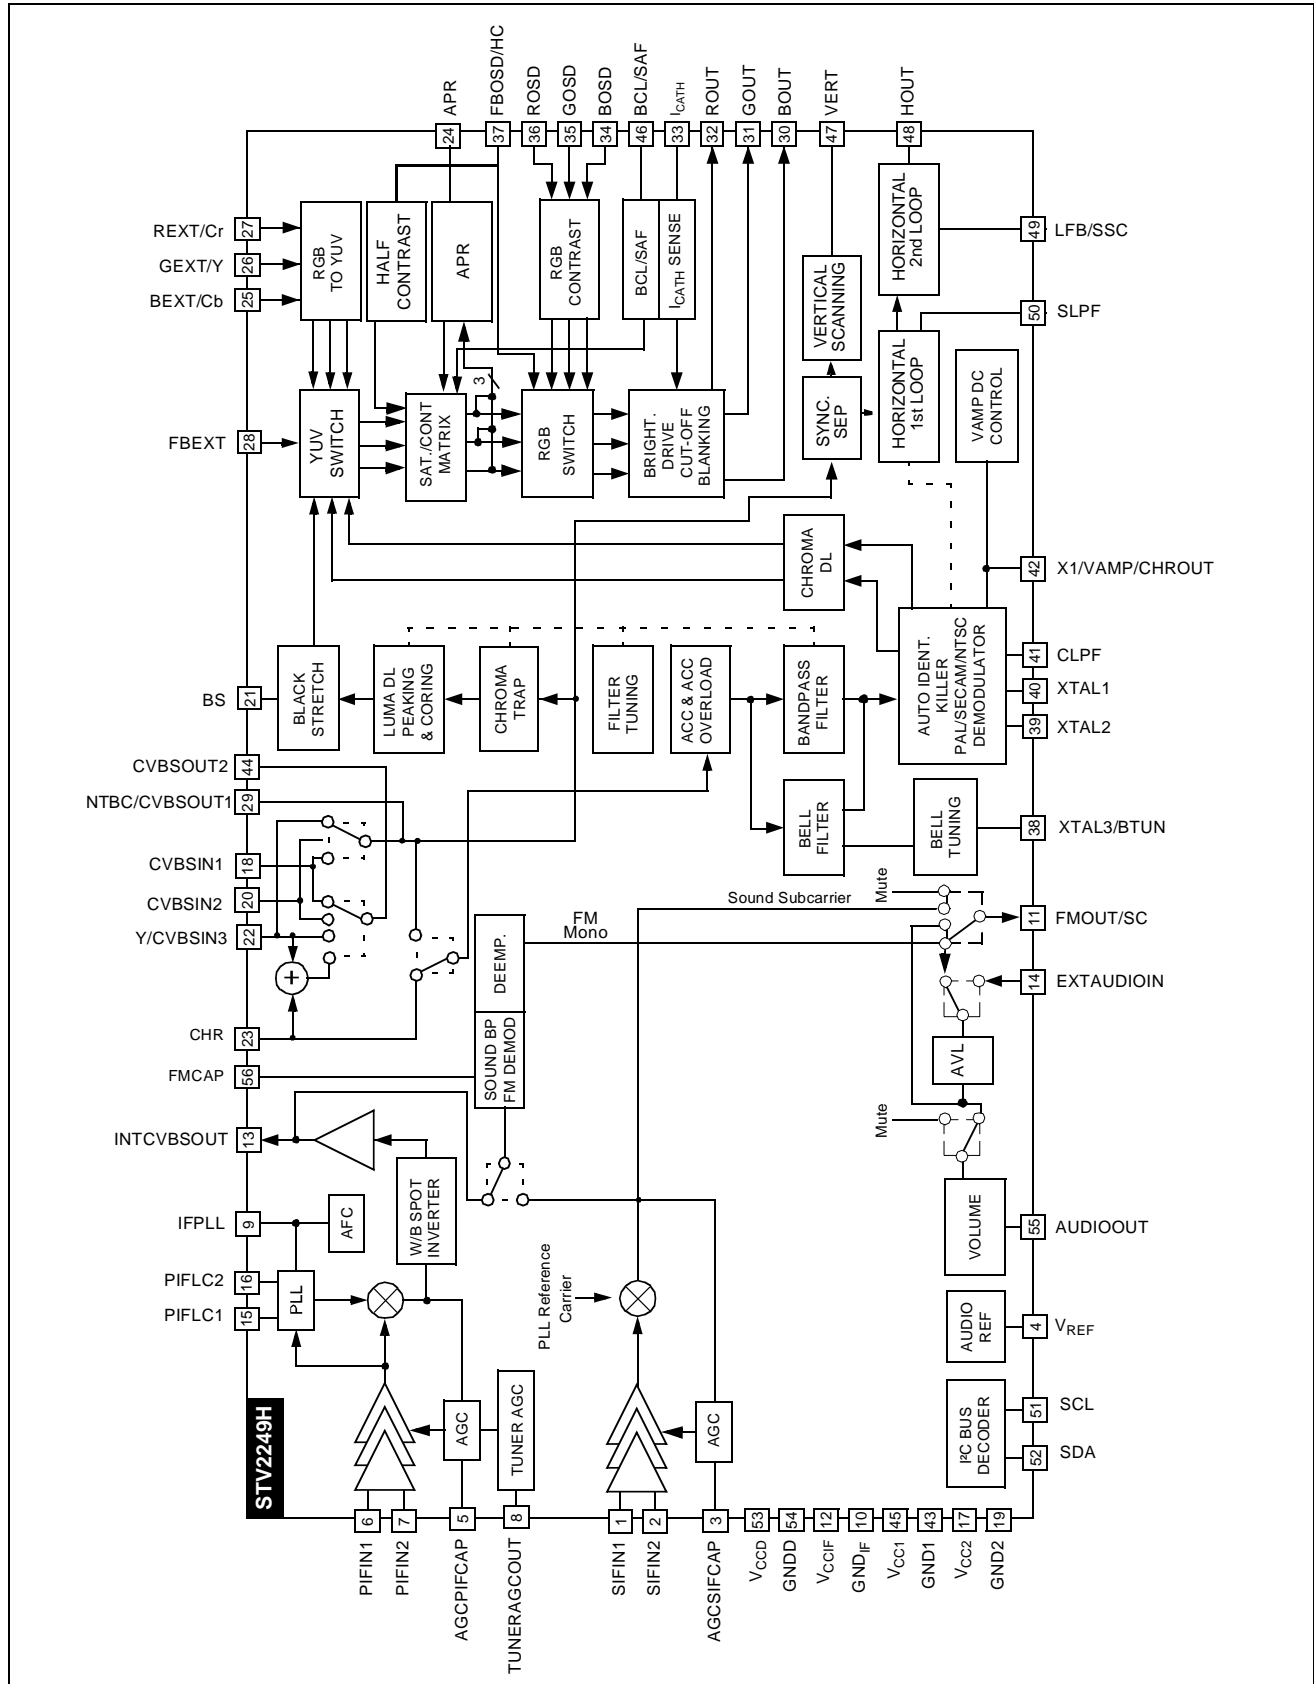 APR
FBOSD/HC
ROSD
GOSD
BOSD
BCL/SAF
ICATH
ROUT
GOUT
BOUT
VERT
HOUT
24
37
36
35
34
46
33
32
31
30
47
48
REXT/Cr
27
GEXT/Y
26
BEXT/Cb
25
FBEXT
28
BS
21
CVBSOUT2
44
NTBC/CVBSOUT1
29
CVBSIN1
18
CVBSIN2
20
Y/CVBSIN3
22
CHR
23
FMCAP
56
INTCVBSOUT
13
IFPLL
9
PIFLC2
16
PIFLC1
15
RGB
TO YUV
HALF
CONTRAST
APR
RGB
CONTRAST
BCL/SAF
ICATH SENSE
VERTICAL
SCANNING
HORIZONTAL
2nd LOOP
49
LFB/SSC
50
SLPF
YUV
SWITCH
SAT./CONT
MATRIX
3
RGB
SWITCH
BRIGHT.
DRIVE
CUT-OFF
BLANKING
SYNC.
SEP
HORIZONTAL
1st LOOP
VAMP DC
CONTROL
CHROMA
DL
42
X1/VAMP/CHROUT
BLACK
STRETCH
LUMA DL
PEAKING
& CORING
CHROMA
TRAP
FILTER
TUNING
ACC & ACC
OVERLOAD
BANDPASS
FILTER
AUTO IDENT.
KILLER
PAL/SECAM/NTSC
DEMODULATOR
41
CLPF
40
XTAL1
39
XTAL2
BELL
FILTER
BELL
TUNING
38
XTAL3/BTUN
+
DEEMP.
SOUND BP
FM DEMOD
FM
Mono
Sound Subcarrier
Mute
11
FMOUT/SC
14
EXTAUDIOIN
AVL
Mute
VOLUME
55
AUDIOOUT
W/B SPOT
INVERTER
AFC
PLL
PLL Reference
Carrier
AUDIO
REF
4
VREF
STV2249H
AGC
TUNER AGC
AGC
I²C BUS
DECODER
51
SCL
52
SDA
6
7
5
8
1
2
3
53
54
12
10
45
43
17
19
PIFIN1
PIFIN2
AGCPIFCAP
TUNERAGCOUT
SIFIN1
SIFIN2
AGCSIFCAP
VCCD
GNDD
VCCIF
GNDIF
VCC1
GND1
VCC2
GND2